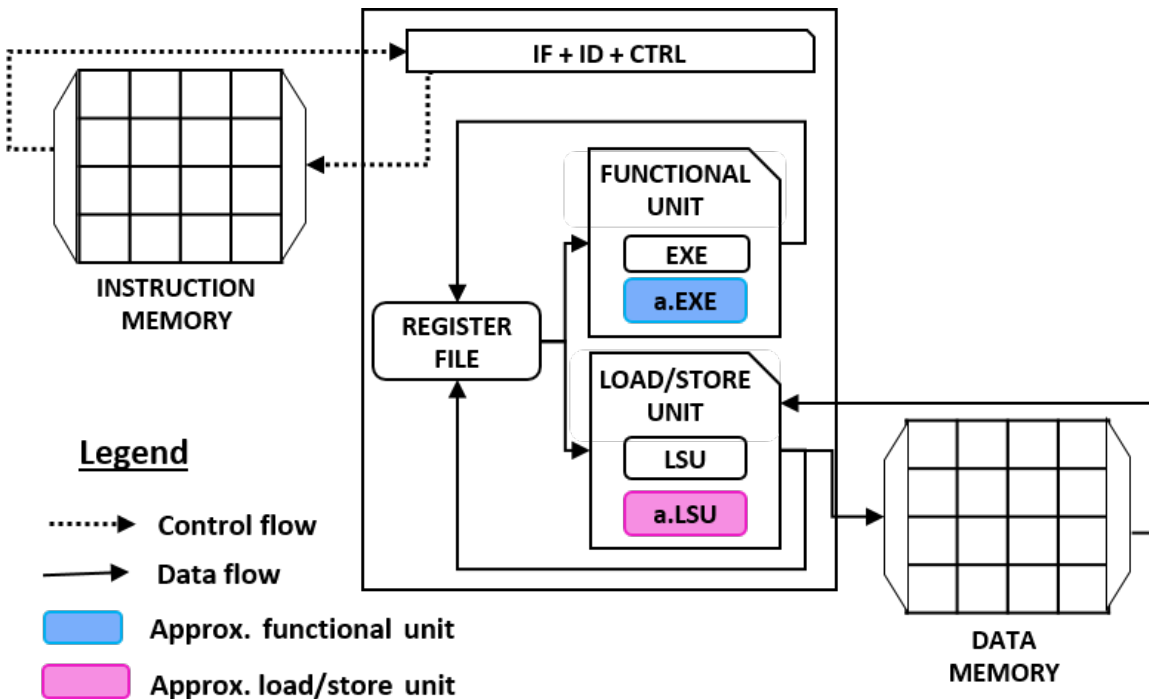 IF + ID + CTRL
INSTRUCTION
MEMORY
FUNCTIONAL
UNIT
EXE
a.EXE
REGISTER
FILE
LOAD/STORE
UNIT
LSU
a.LSU
DATA
MEMORY
Legend
Control flow
Data flow
Approx. functional unit
Approx. load/store unit